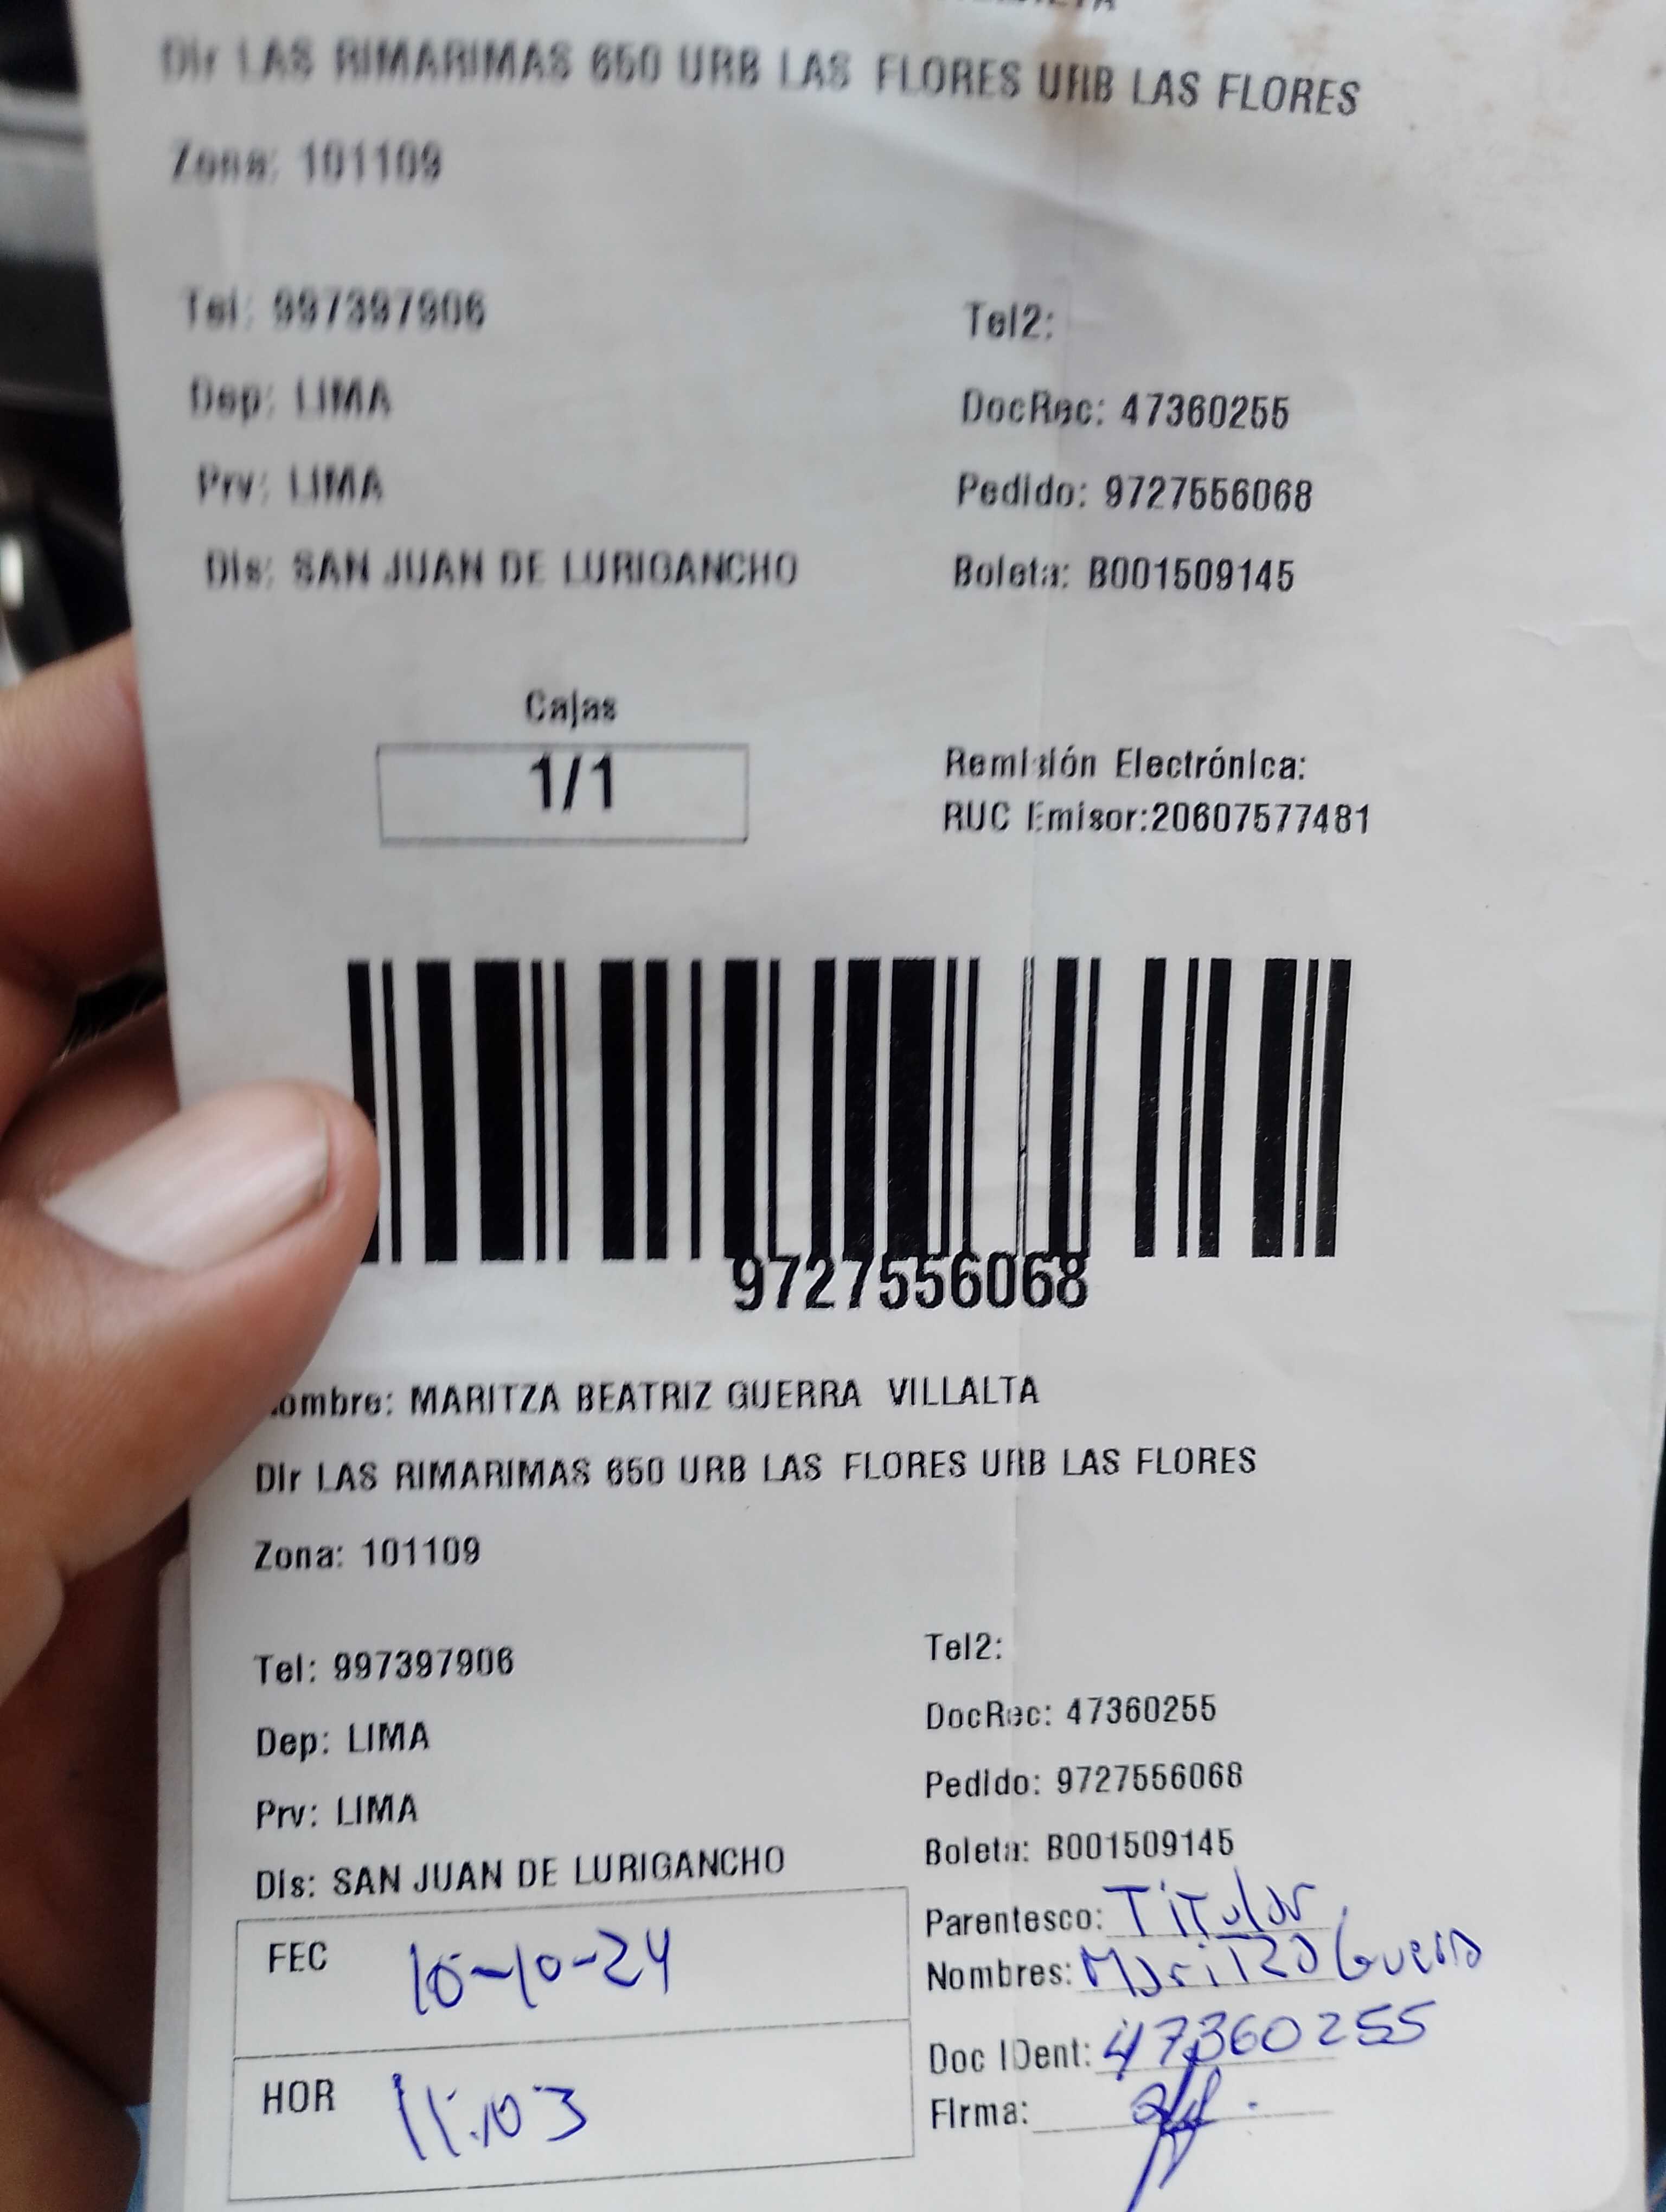 Dir LAS RIMARIMAS 650 URB LAS FLORES URB LAS FLORES
Zona: 101109
Tel: 997397906
Tel2:
Dep: LIMA
DocRec: 47360255
Prv: LIMA
Pedido: 9727556068
Dis: SAN JUAN DE LURIGANCHO
Boleta: B001509145
Cajas
1/1
Remisión Electrónica:
RUC Emisor:20607577481
9727556068
ombre: MARITZA BEATRIZ GUERRA VILLALTA
Dir LAS RIMARIMAS 650 URB LAS FLORES URB LAS FLORES
Zona: 101109
Tel: 997397906
Tel2:
Dep: LIMA
DocRec: 47360255
Prv: LIMA
Pedido: 9727556068
Dis: SAN JUAN DE LURIGANCHO
Boleta: B001509145
Parentesco: Titular
FEC 10-10-24
Nombres: Maritza Guerra
Doc IDent: 47360255
HOR 11:03
Firma: